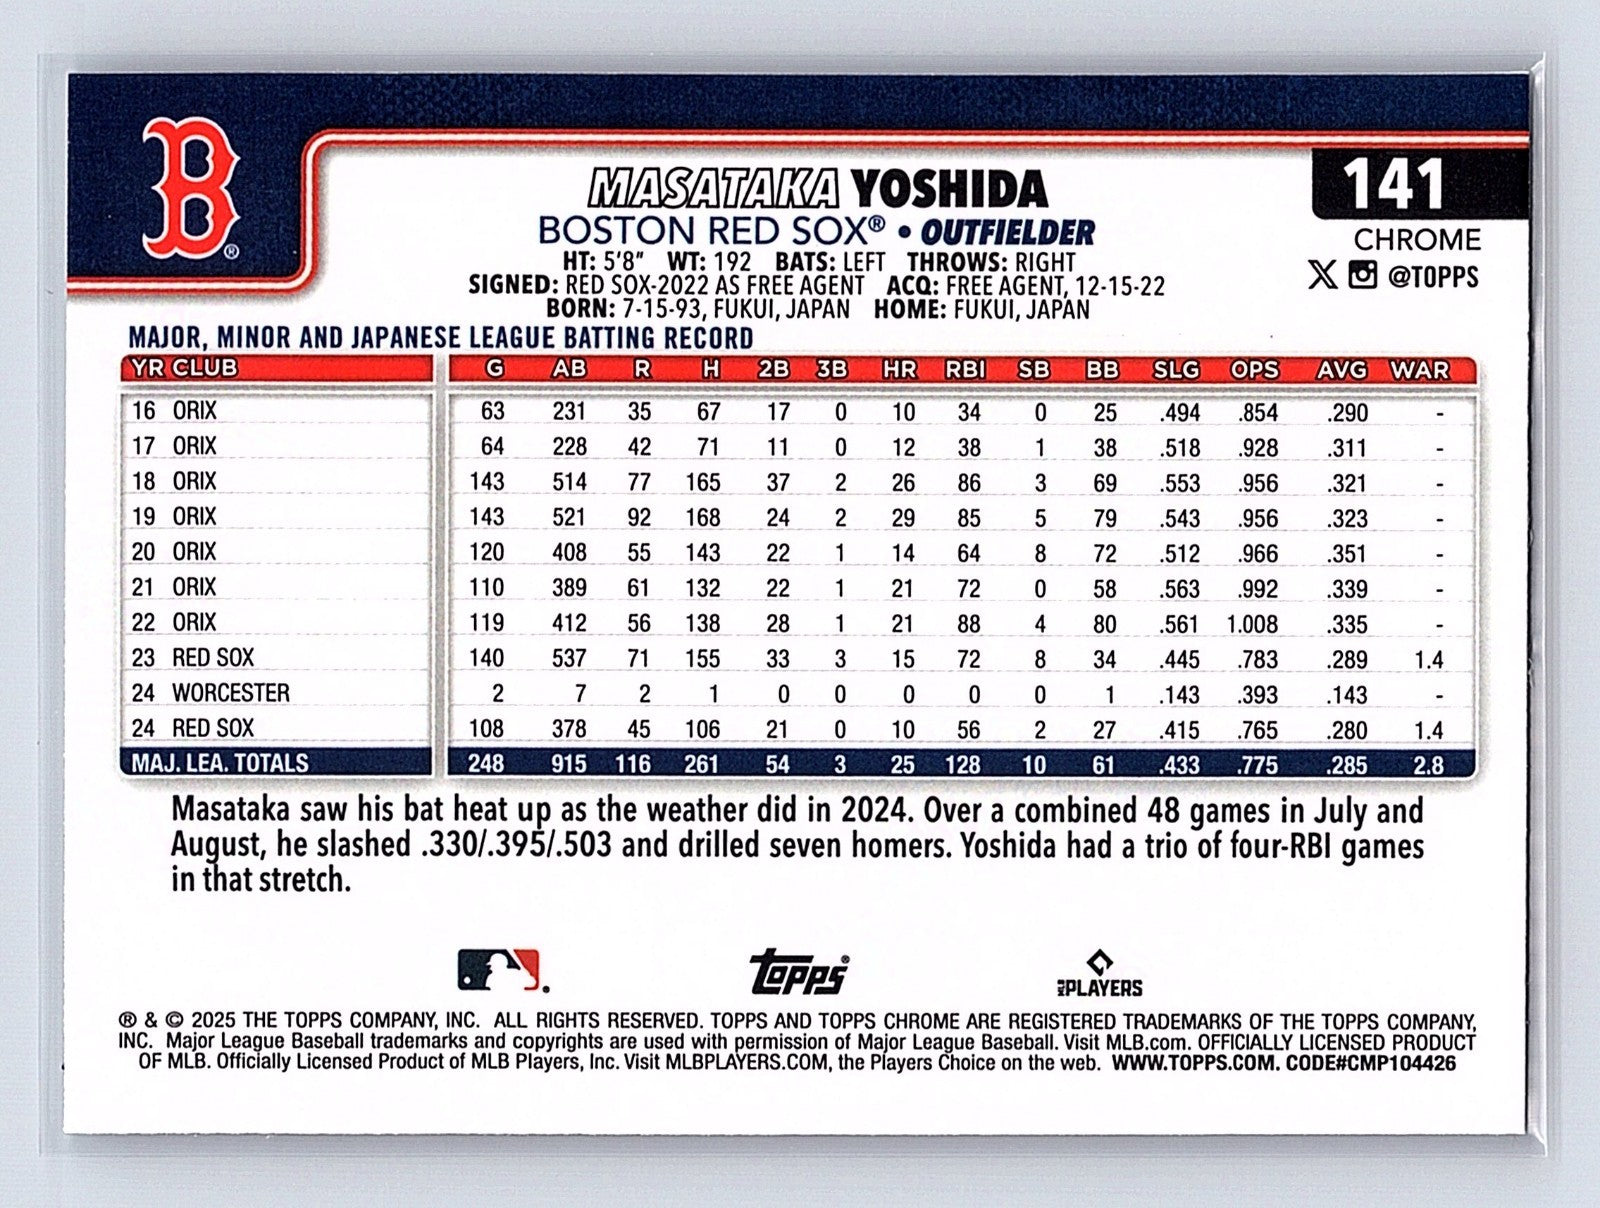 B®
MASATAKA YOSHIDA
141
BOSTON RED SOX® • OUTFIELDER
CHROME
HT: 5'8" WT: 192 BATS: LEFT THROWS: RIGHT
@TOPPS
SIGNED: RED SOX-2022 AS FREE AGENT ACQ: FREE AGENT, 12-15-22
BORN: 7-15-93, FUKUI, JAPAN HOME: FUKUI, JAPAN
MAJOR, MINOR AND JAPANESE LEAGUE BATTING RECORD
YR CLUB G AB R H 2B 3B HR RBI SB BB SLG OPS AVG WAR
16 ORIX 63 231 35 67 17 0 10 34 0 25 .494 .854 .290 -
17 ORIX 64 228 42 71 11 0 12 38 1 38 .518 .928 .311 -
18 ORIX 143 514 77 165 37 2 26 86 3 69 .553 .956 .321 -
19 ORIX 143 521 92 168 24 2 29 85 5 79 .543 .956 .323 -
20 ORIX 120 408 55 143 22 1 14 64 8 72 .512 .966 .351 -
21 ORIX 110 389 61 132 22 1 21 72 0 58 .563 .992 .339 -
22 ORIX 119 412 56 138 28 1 21 88 4 80 .561 1.008 .335 -
23 RED SOX 140 537 71 155 33 3 15 72 8 34 .445 .783 .289 1.4
24 WORCESTER 2 7 2 1 0 0 0 0 0 1 .143 .393 .143 -
24 RED SOX 108 378 45 106 21 0 10 56 2 27 .415 .765 .280 1.4
MAJ. LEA. TOTALS 248 915 116 261 54 3 25 128 10 61 .433 .775 .285 2.8
Masataka saw his bat heat up as the weather did in 2024. Over a combined 48 games in July and
August, he slashed .330/.395/.503 and drilled seven homers. Yoshida had a trio of four-RBI games
in that stretch.
Topps®
MLB PLAYERS
® & © 2025 THE TOPPS COMPANY, INC. ALL RIGHTS RESERVED. TOPPS AND TOPPS CHROME ARE REGISTERED TRADEMARKS OF THE TOPPS COMPANY,
INC. Major League Baseball trademarks and copyrights are used with permission of Major League Baseball. Visit MLB.com. OFFICIALLY LICENSED PRODUCT
OF MLB. Officially Licensed Product of MLB Players, Inc. Visit MLBPLAYERS.COM, the Players Choice on the web. WWW.TOPPS.COM. CODE#CMP104426